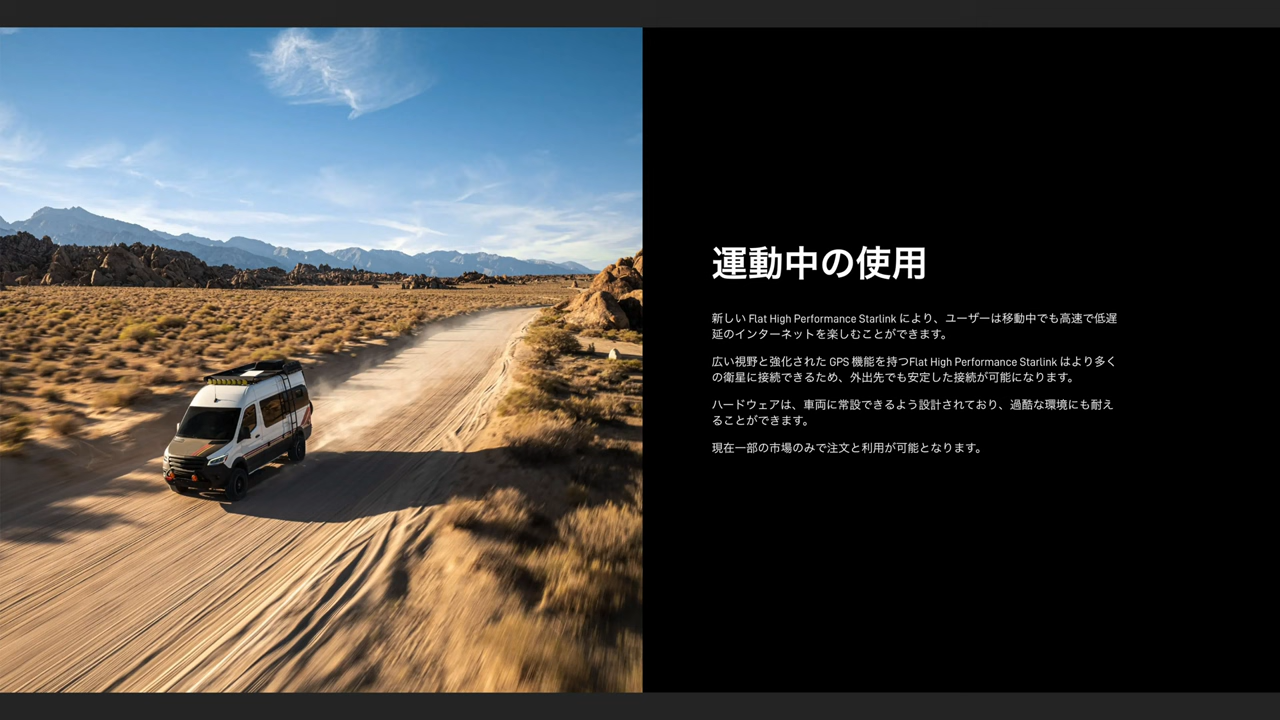 運動中の使用
新しい Flat High Performance Starlink により、ユーザーは移動中でも高速で低遅
延のインターネットを楽しむことができます。
広い視野と強化された GPS 機能を持つFlat High Performance Starlink はより多く
の衛星に接続できるため、外出先でも安定した接続が可能になります。
ハードウェアは、車両に常設できるよう設計されており、過酷な環境にも耐え
ることができます。
現在一部の市場のみで注文と利用が可能となります。